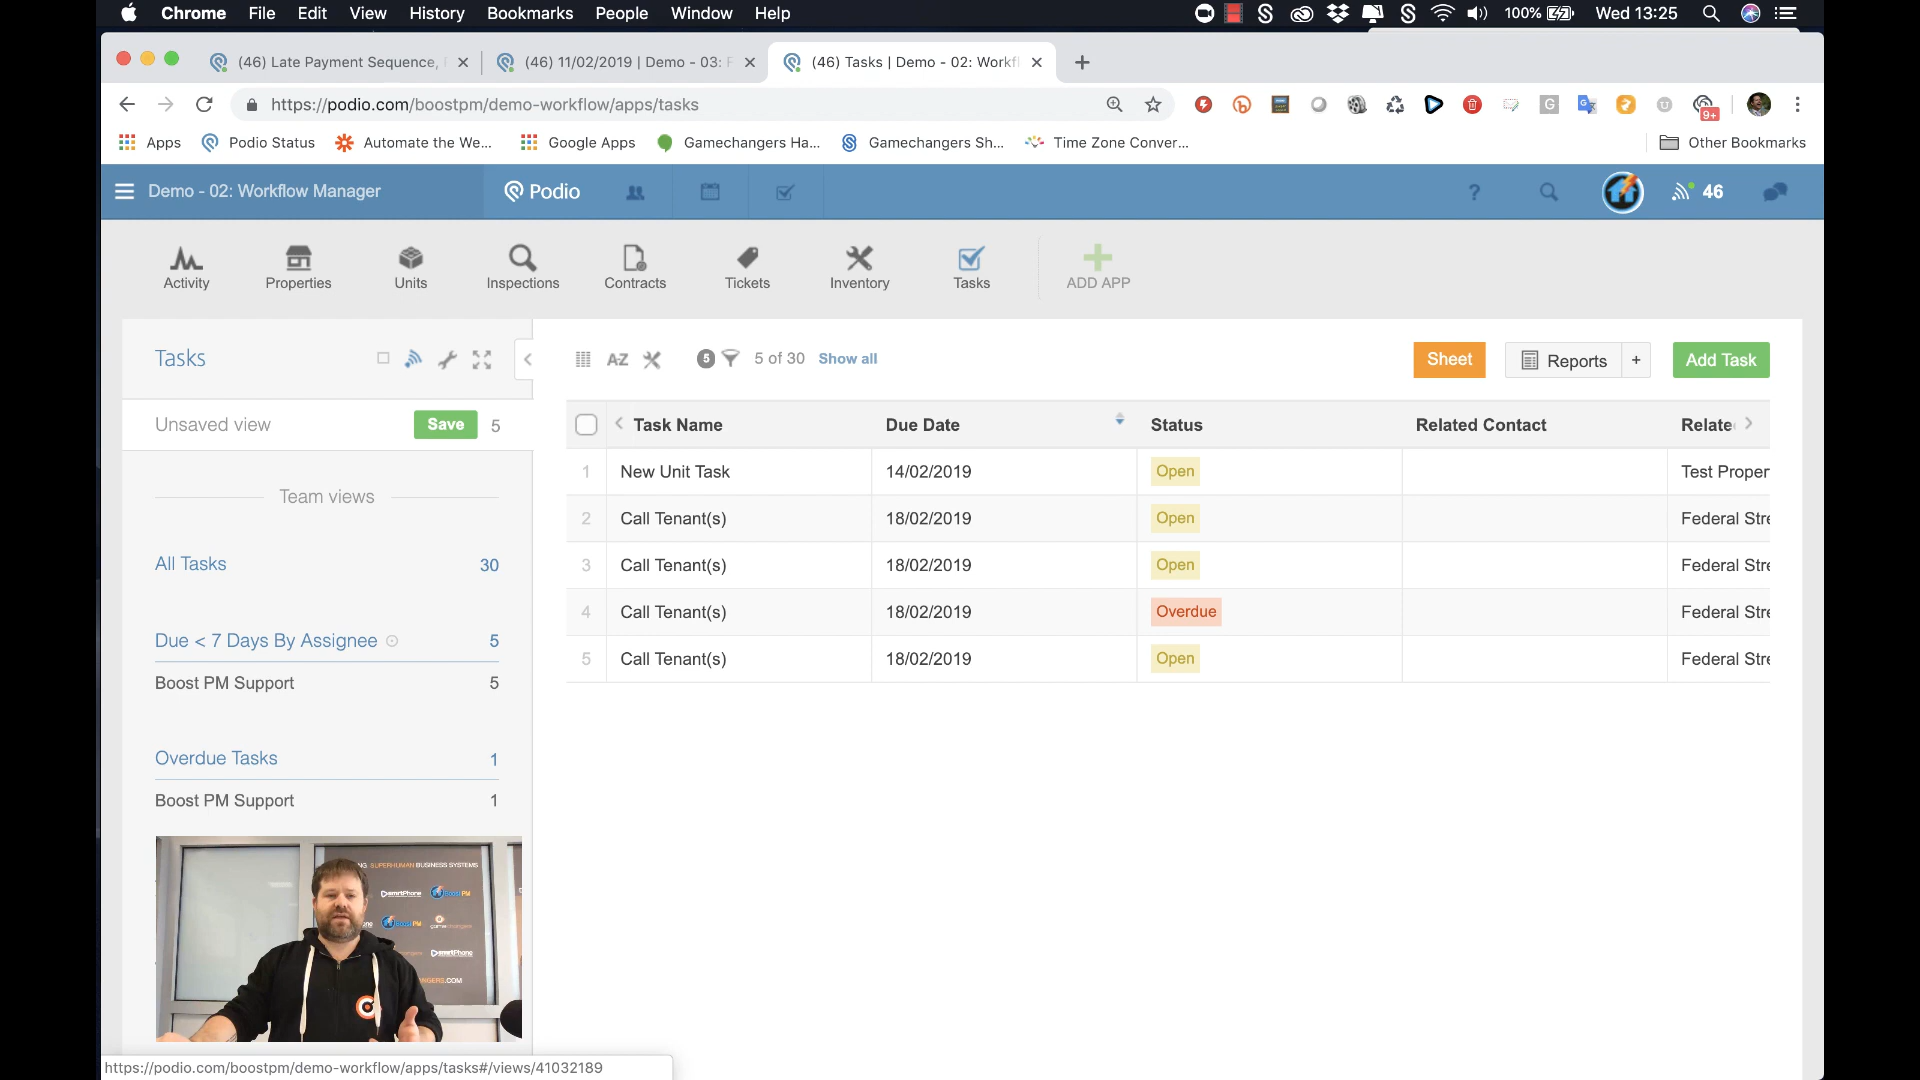 Chrome File Edit View History Bookmarks People Window Help 100% Wed 13:25
(46) Late Payment Sequence, (46) 11/02/2019 | Demo - 03: F (46) Tasks | Demo - 02: Workfl
https://podio.com/boostpm/demo-workflow/apps/tasks
9+
Apps Podio Status Automate the We... Google Apps Gamechangers Ha... Gamechangers Sh... Time Zone Conver... Other Bookmarks
Demo - 02: Workflow Manager Podio ? 46
Activity Properties Units Inspections Contracts Tickets Inventory Tasks ADD APP
Tasks A-Z 5 5 of 30 Show all Sheet Reports + Add Task
Unsaved view Save 5
Task Name Due Date Status Related Contact Relate
1 New Unit Task 14/02/2019 Open Test Proper
2 Call Tenant(s) 18/02/2019 Open Federal Stre
3 Call Tenant(s) 18/02/2019 Open Federal Stre
4 Call Tenant(s) 18/02/2019 Overdue Federal Stre
5 Call Tenant(s) 18/02/2019 Open Federal Stre
Team views
All Tasks 30
Due < 7 Days By Assignee 5
Boost PM Support 5
Overdue Tasks 1
Boost PM Support 1
SUPERHUMAN BUSINESS SYSTEMS
smrtPhone
https://podio.com/boostpm/demo-workflow/apps/tasks#/views/41032189